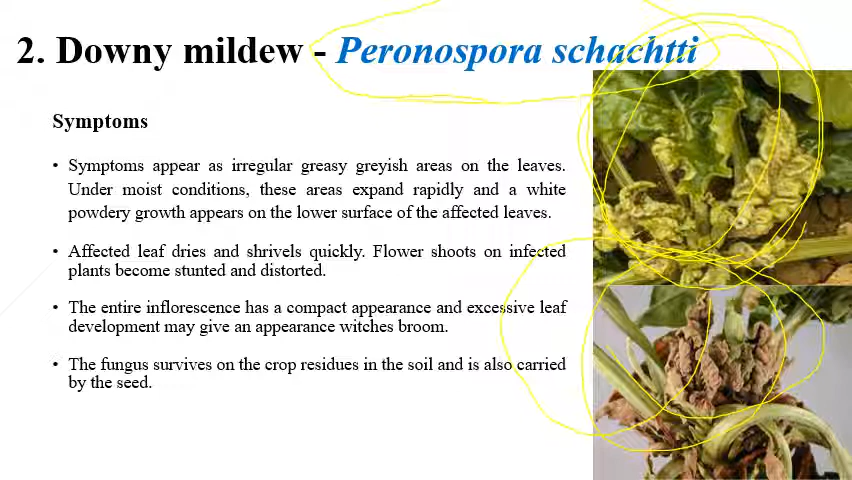 2. Downy mildew - Peronospora schachtti
Symptoms
• Symptoms appear as irregular greasy greyish areas on the leaves.
Under moist conditions, these areas expand rapidly and a white
powdery growth appears on the lower surface of the affected leaves.
• Affected leaf dries and shrivels quickly. Flower shoots on infected
plants become stunted and distorted.
• The entire inflorescence has a compact appearance and excessive leaf
development may give an appearance witches broom.
• The fungus survives on the crop residues in the soil and is also carried
by the seed.